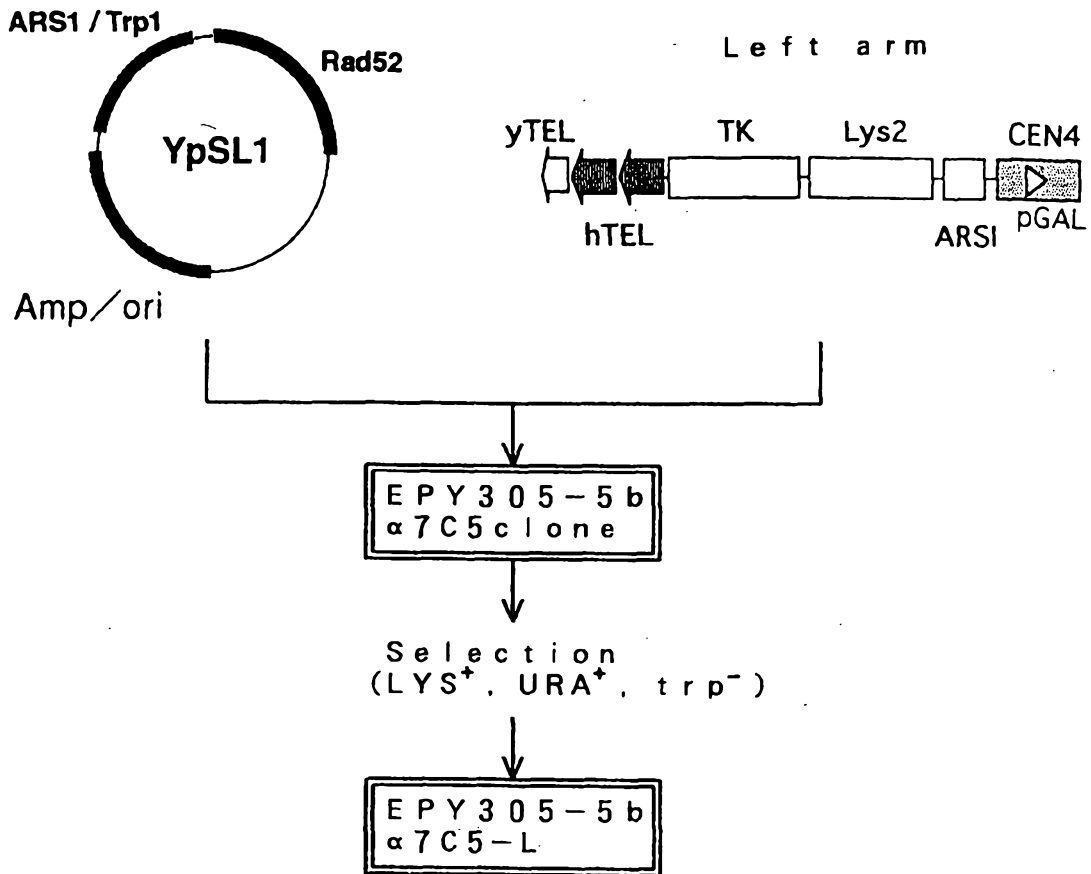 ARS1 / Trp1
Rad52
YpSL1
Amp/ori
Left arm
yTEL
TK
Lys2
CEN4
hTEL
ARSI
pGAL
EPY305-5b
α7C5clone
Selection
(LYS⁺, URA⁺, trp⁻)
EPY305-5b
α7C5-L